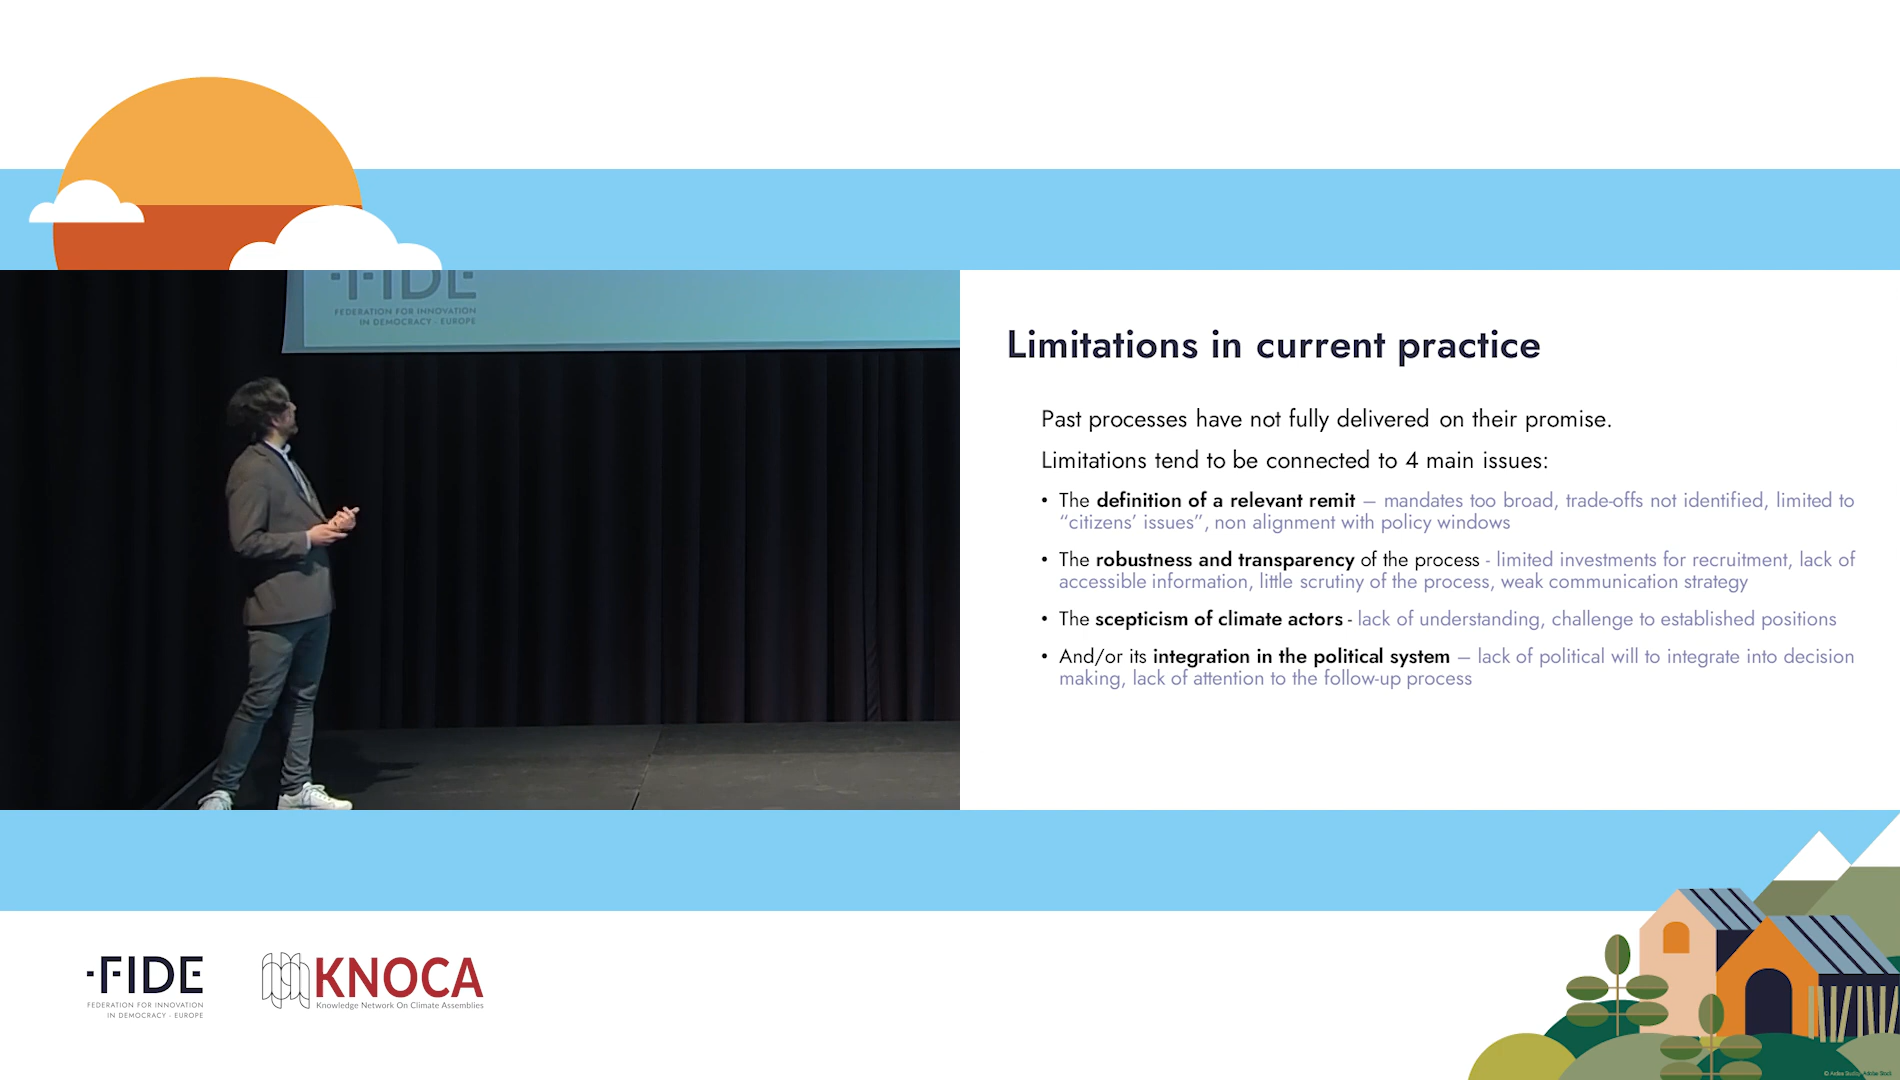 FIDE
FEDERATION FOR INNOVATION
IN DEMOCRACY - EUROPE
Limitations in current practice
Past processes have not fully delivered on their promise.
Limitations tend to be connected to 4 main issues:
• The definition of a relevant remit – mandates too broad, trade-offs not identified, limited to
“citizens’ issues”, non alignment with policy windows
• The robustness and transparency of the process - limited investments for recruitment, lack of
accessible information, little scrutiny of the process, weak communication strategy
• The scepticism of climate actors - lack of understanding, challenge to established positions
• And/or its integration in the political system – lack of political will to integrate into decision
making, lack of attention to the follow-up process
·FIDE
FEDERATION FOR INNOVATION
IN DEMOCRACY - EUROPE
KNOCA
Knowledge Network On Climate Assemblies